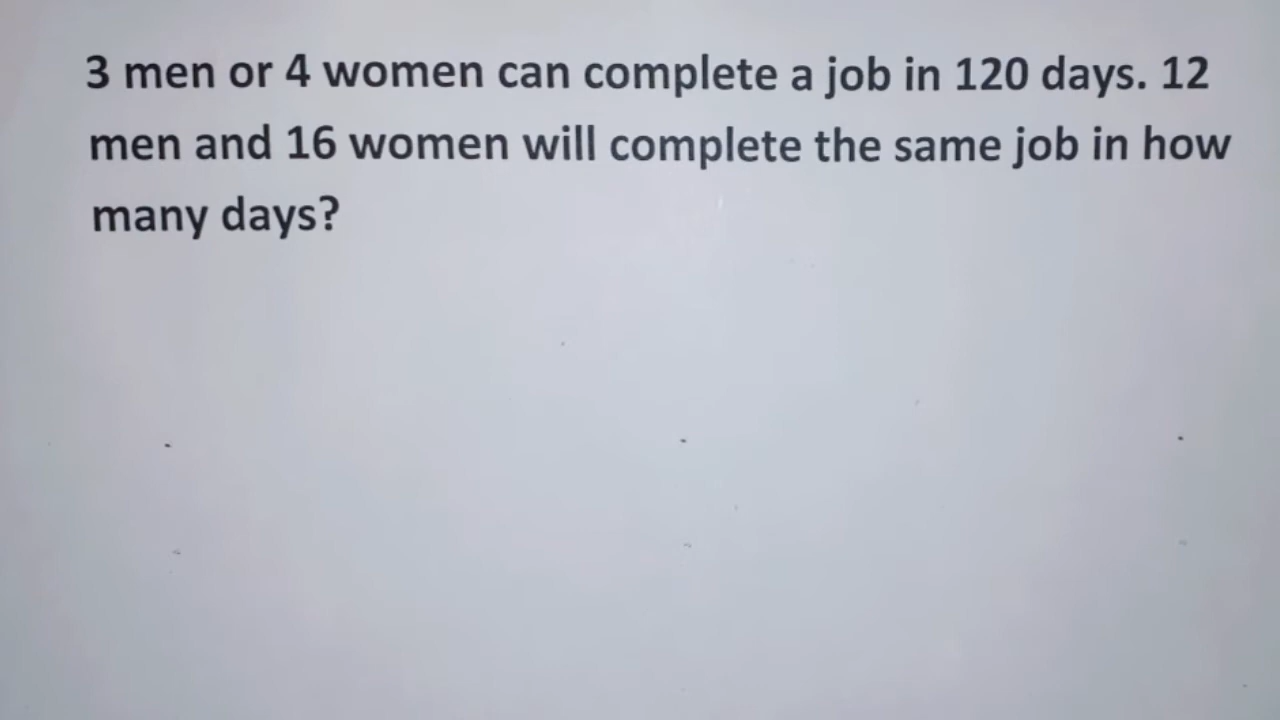 3 men or 4 women can complete a job in 120 days. 12
men and 16 women will complete the same job in how
many days?